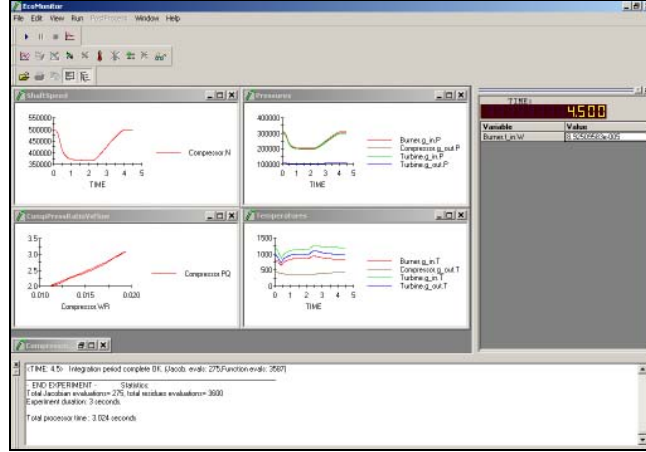 EcoMonitor
File Edit View Run PostProcess Window Help
ShaftSpeed
550000
500000
450000
400000
350000
0 1 2 3 4 5
TIME
Compressor.N
Pressures
400000
300000
200000
100000
0 1 2 3 4 5
TIME
Burner.g_in.P
Compressor.g_out.P
Turbine.g_in.P
Turbine.g_out.P
TIME:
4.500
Variable Value
Burner.f_in.W 8.92509583e-005
CompPressRatioVsFlow
3.5
3.0
2.5
2.0
0.010 0.015 0.020
Compressor.WR
Compressor.PQ
Temperatures
1500
1000
500
0
0 1 2 3 4 5
TIME
Burner.g_in.T
Compressor.g_out.T
Turbine.g_in.T
Turbine.g_out.T
<TIME: 4.5> Integration period complete OK. (Jacob. evals: 275,Function evals: 3587)
- END EXPERIMENT - Statistics:
Total Jacobian evaluations= 275, total residues evaluations= 3600
Experiment duration: 3 seconds.
Total processor time : 3.024 seconds